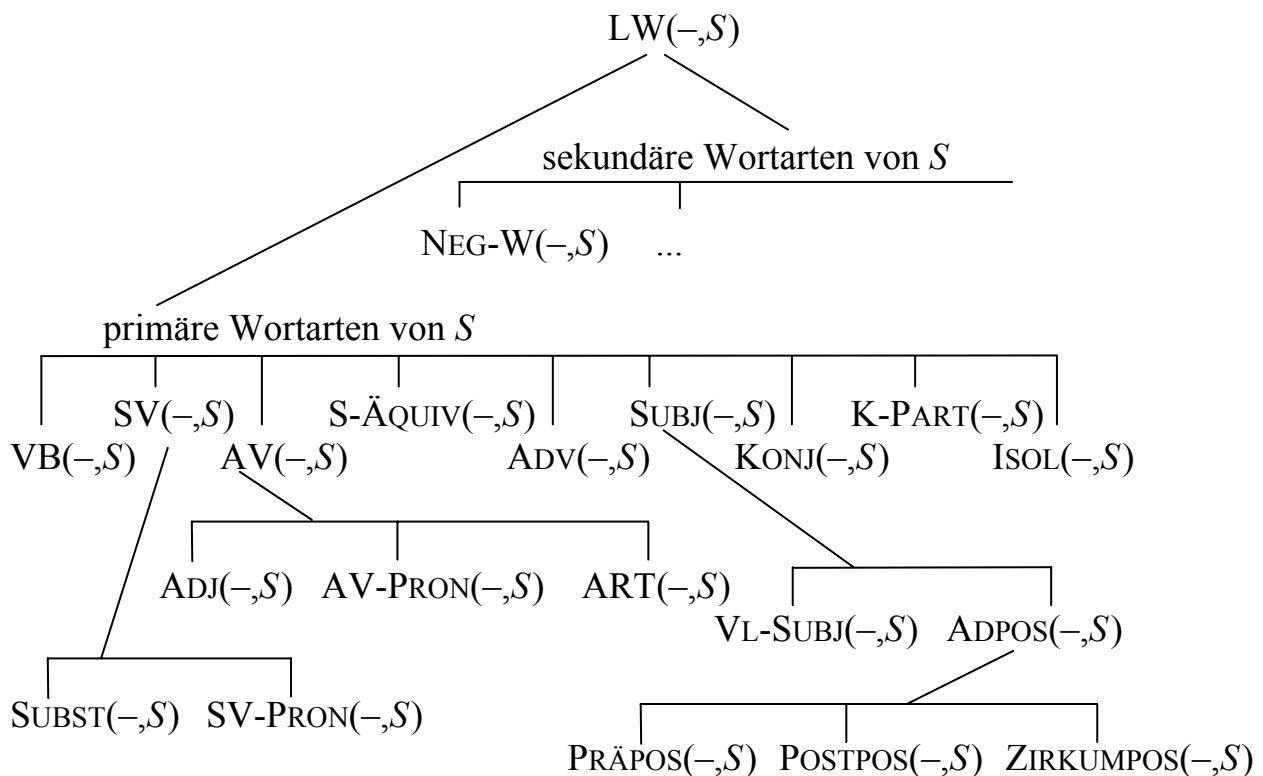 LW(–,S)
sekundäre Wortarten von S
NEG-W(–,S) ...
primäre Wortarten von S
SV(–,S) S-ÄQUIV(–,S) SUBJ(–,S) K-PART(–,S)
VB(–,S) AV(–,S) ADV(–,S) KONJ(–,S) ISOL(–,S)
ADJ(–,S) AV-PRON(–,S) ART(–,S)
VL-SUBJ(–,S) ADPOS(–,S)
SUBST(–,S) SV-PRON(–,S)
PRÄPOS(–,S) POSTPOS(–,S) ZIRKUMPOS(–,S)